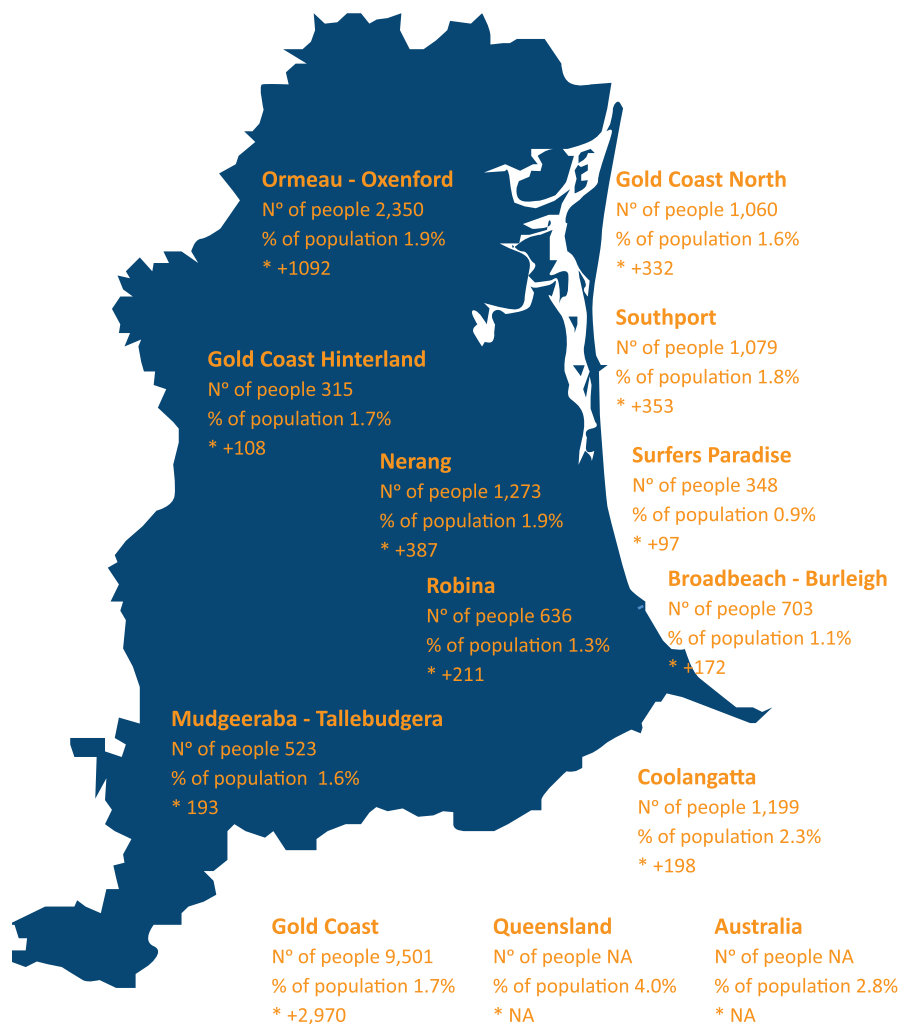 Ormeau - Oxenford
Nº of people 2,350
% of population 1.9%
* +1092
Gold Coast North
Nº of people 1,060
% of population 1.6%
* +332
Southport
Nº of people 1,079
% of population 1.8%
* +353
Gold Coast Hinterland
Nº of people 315
% of population 1.7%
* +108
Nerang
Nº of people 1,273
% of population 1.9%
* +387
Surfers Paradise
Nº of people 348
% of population 0.9%
* +97
Robina
Nº of people 636
% of population 1.3%
* +211
Broadbeach - Burleigh
Nº of people 703
% of population 1.1%
* +172
Mudgeeraba - Tallebudgera
Nº of people 523
% of population  1.6%
* 193
Coolangatta
Nº of people 1,199
% of population 2.3%
* +198
Gold Coast
Nº of people 9,501
% of population 1.7%
* +2,970
Queensland
Nº of people NA
% of population 4.0%
* NA
Australia
Nº of people NA
% of population 2.8%
* NA